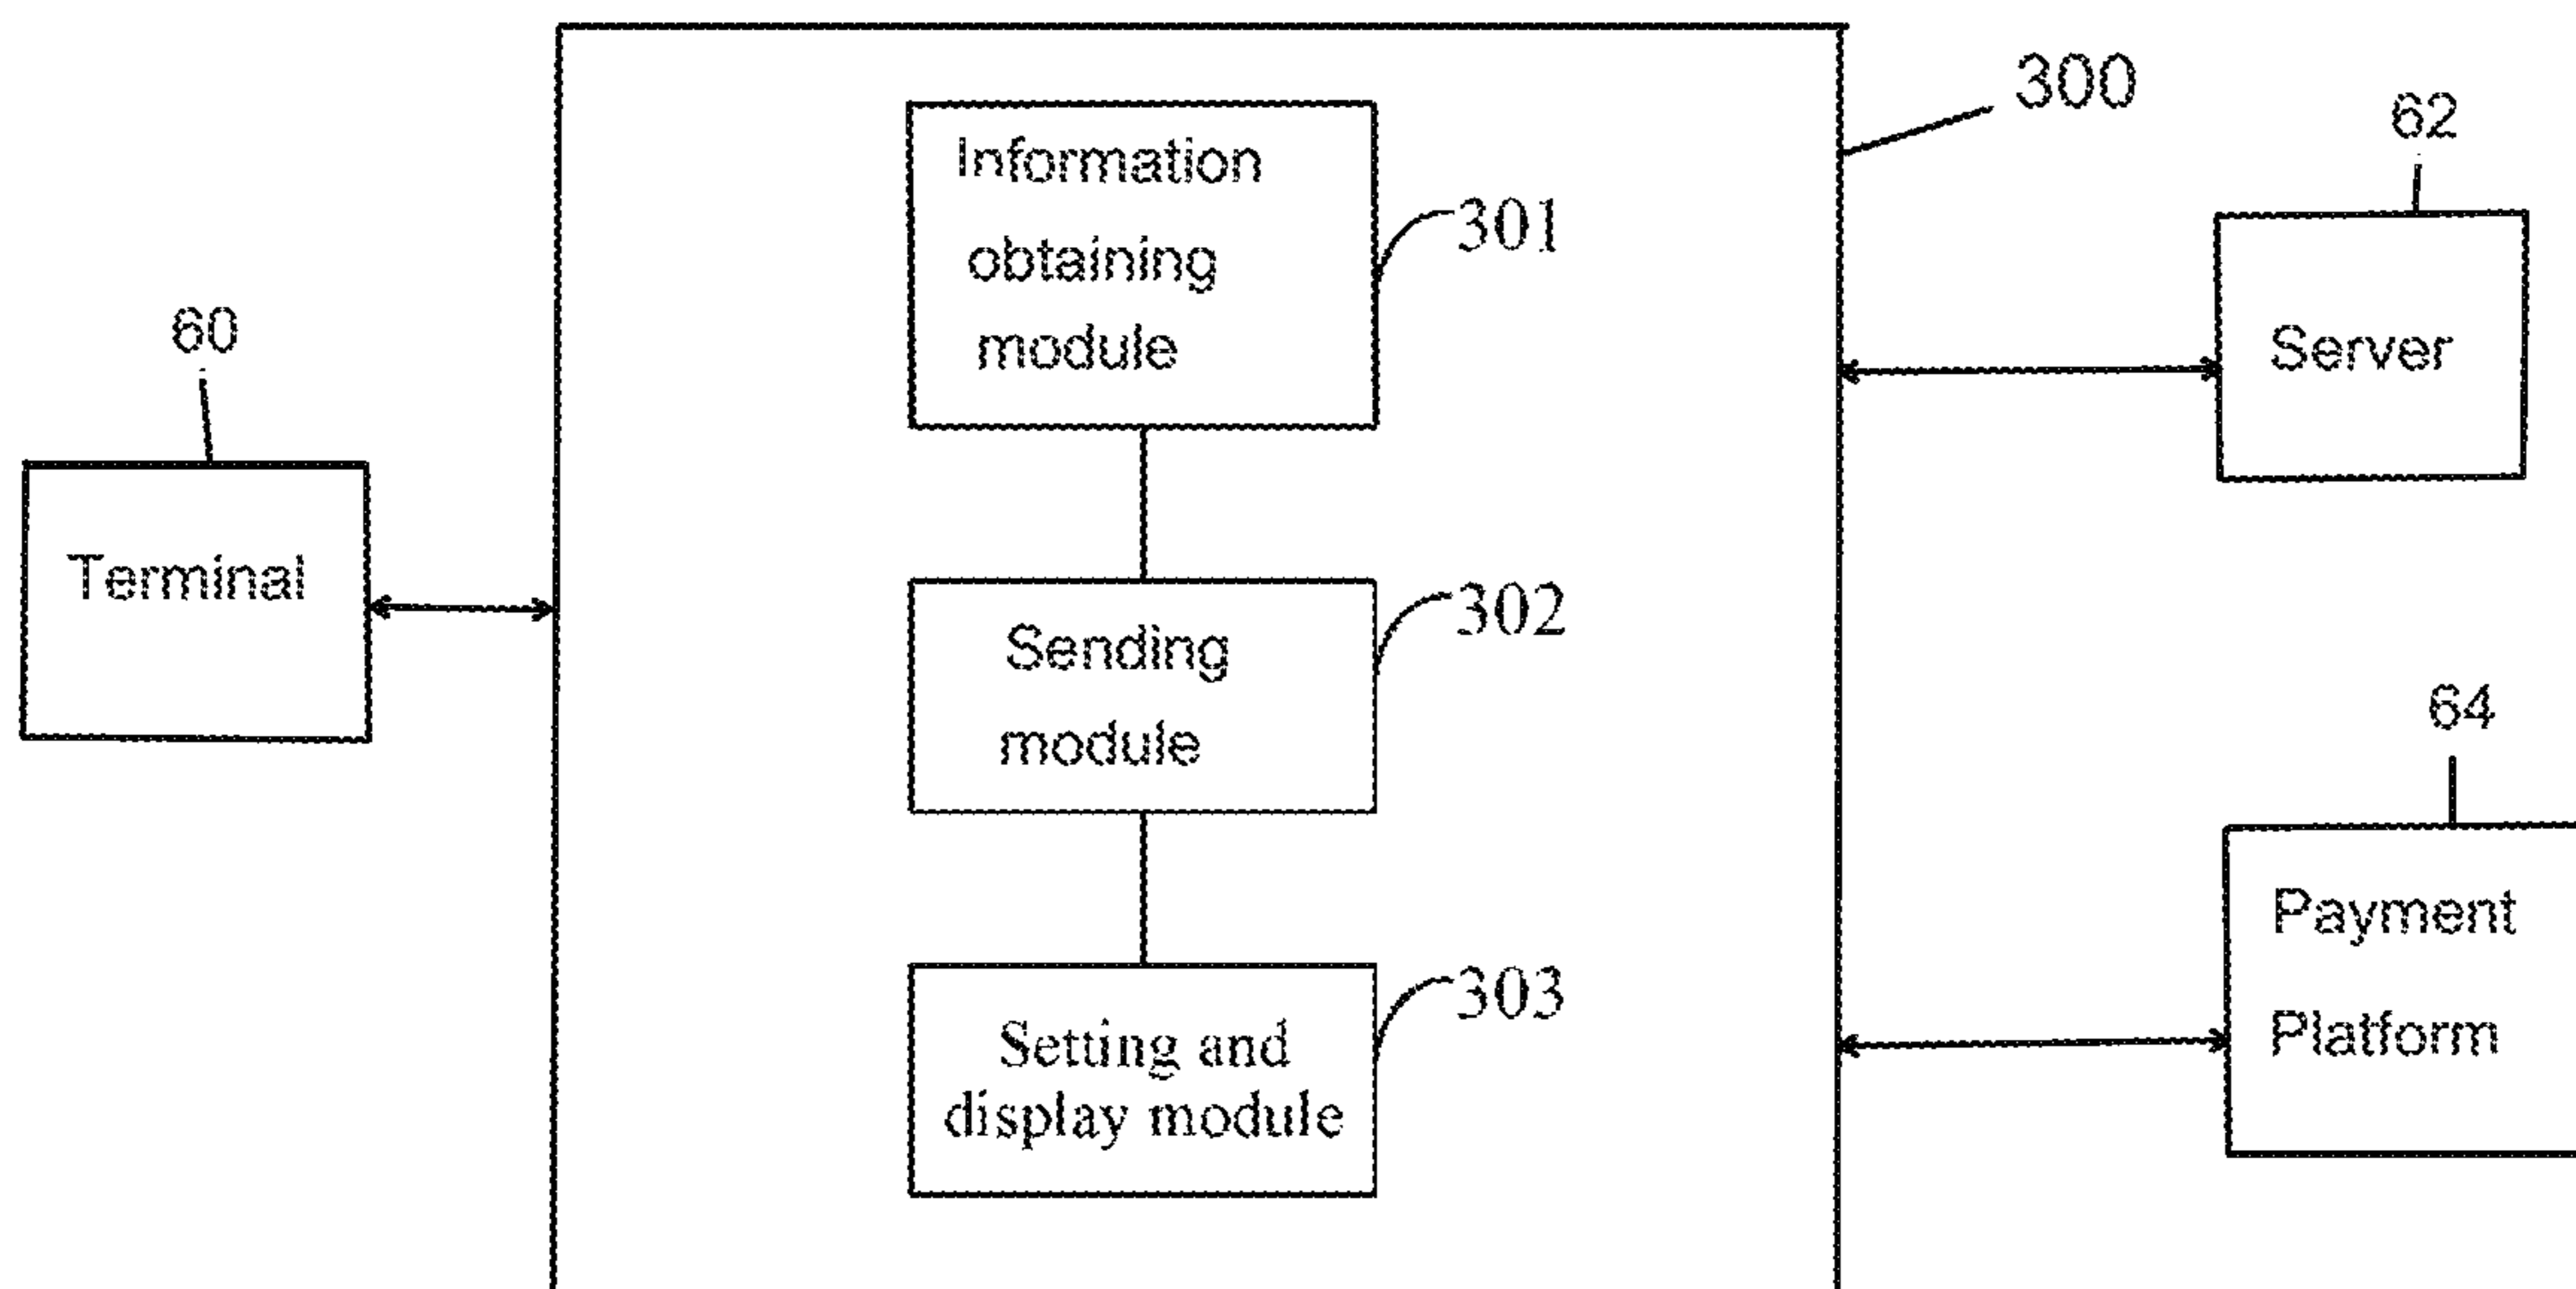 300
62
Information
obtaining
module
301
60
Server
Terminal
Sending
module
302
64
Payment
Platform
Setting and
display module
303